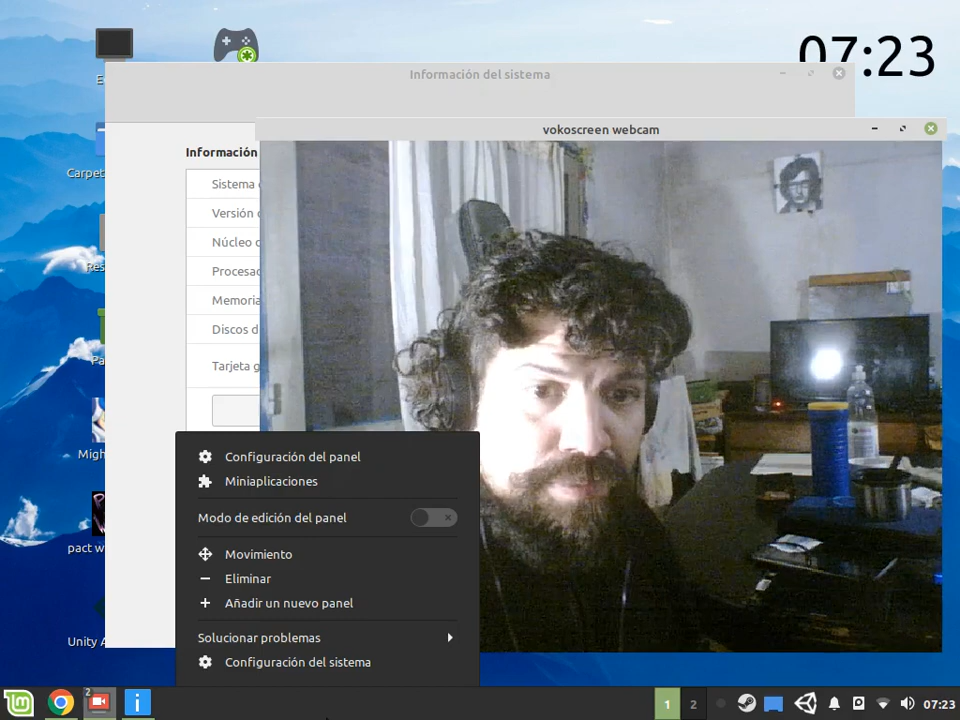 07:23
Información del sistema
vokoscreen webcam
Carpet
Información
Sistema
Versión
Núcleo
Procesac
Memoria
Discos d
Tarjeta g
Res
Pa
Migh
pact w
Unity A
Configuración del panel
Miniaplicaciones
Modo de edición del panel
Movimiento
Eliminar
Añadir un nuevo panel
Solucionar problemas
Configuración del sistema
2
1
2
07:23